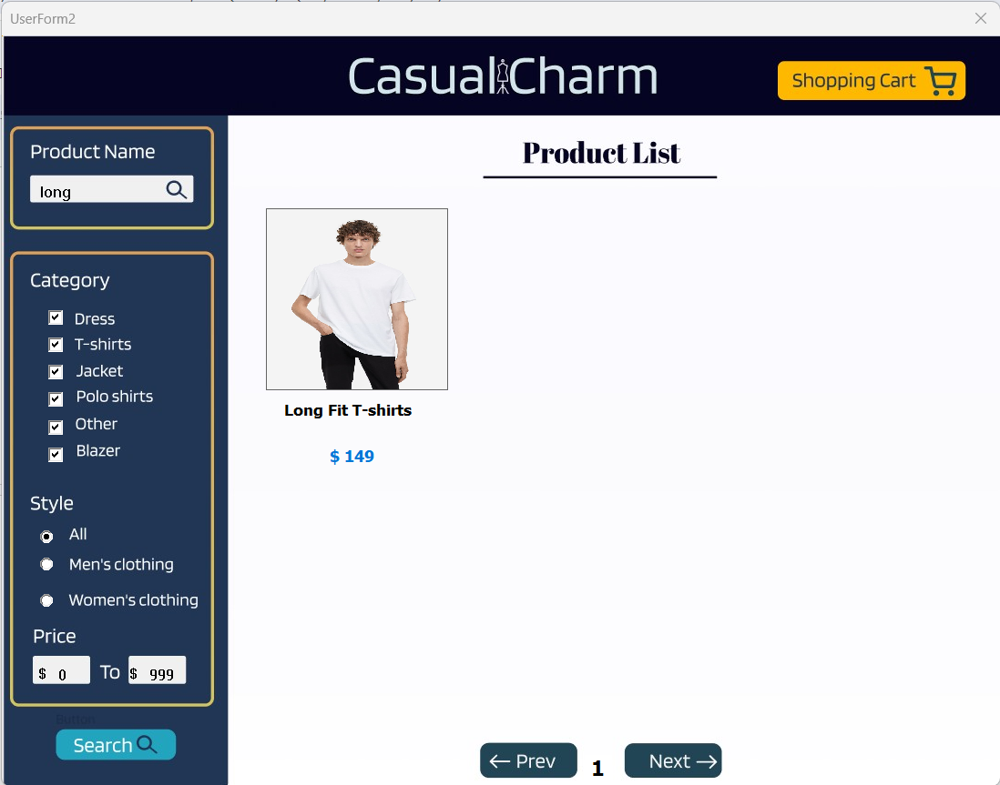 UserForm2
CasualCharm
Shopping Cart
Product Name
long
Category
Dress
T-shirts
Jacket
Polo shirts
Other
Blazer
Style
All
Men's clothing
Women's clothing
Price
$ 0 To $ 999
Button
Search
Product List
Long Fit T-shirts
$ 149
← Prev 1 Next →